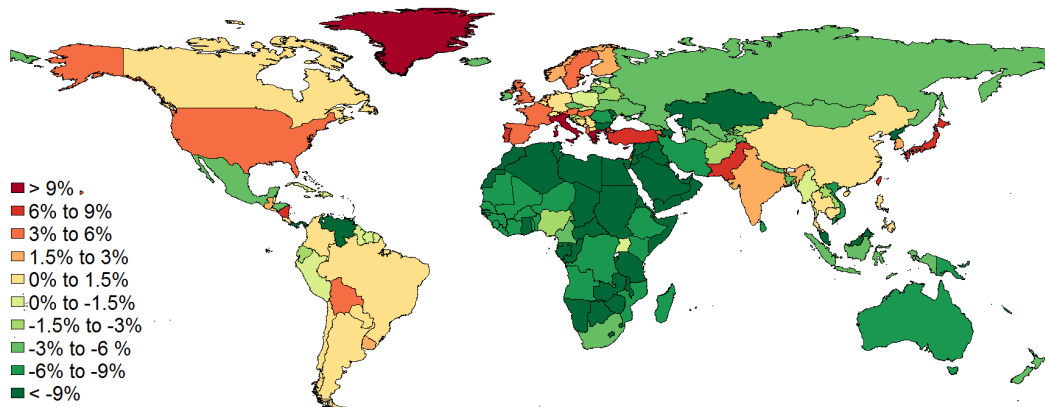 > 9%
6% to 9%
3% to 6%
1.5% to 3%
0% to 1.5%
0% to -1.5%
-1.5% to -3%
-3% to -6 %
-6% to -9%
< -9%